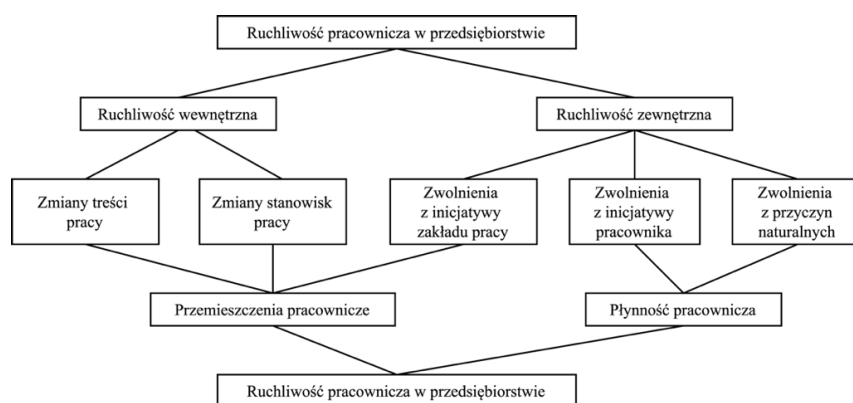 Ruchliwość pracownicza w przedsiębiorstwie
Ruchliwość wewnętrzna
Ruchliwość zewnętrzna
Zmiany treści
pracy
Zmiany stanowisk
pracy
Zwolnienia
z inicjatywy
zakładu pracy
Zwolnienia
z inicjatywy
pracownika
Zwolnienia
z przyczyn
naturalnych
Przemieszczenia pracownicze
Płynność pracownicza
Ruchliwość pracownicza w przedsiębiorstwie